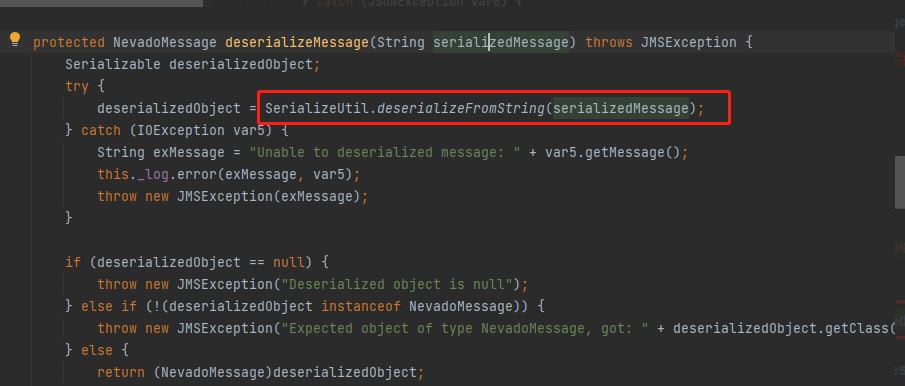 } catch (JSONException var6) {
protected NevadoMessage deserializeMessage(String serializedMessage) throws JMSException {
Serializable deserializedObject;
try {
deserializedObject = SerializeUtil.deserializeFromString(serializedMessage);
} catch (IOException var5) {
String exMessage = "Unable to deserialized message: " + var5.getMessage();
this._log.error(exMessage, var5);
throw new JMSException(exMessage);
}
if (deserializedObject == null) {
throw new JMSException("Deserialized object is null");
} else if (!(deserializedObject instanceof NevadoMessage)) {
throw new JMSException("Expected object of type NevadoMessage, got: " + deserializedObject.getClass(
} else {
return (NevadoMessage)deserializedObject;